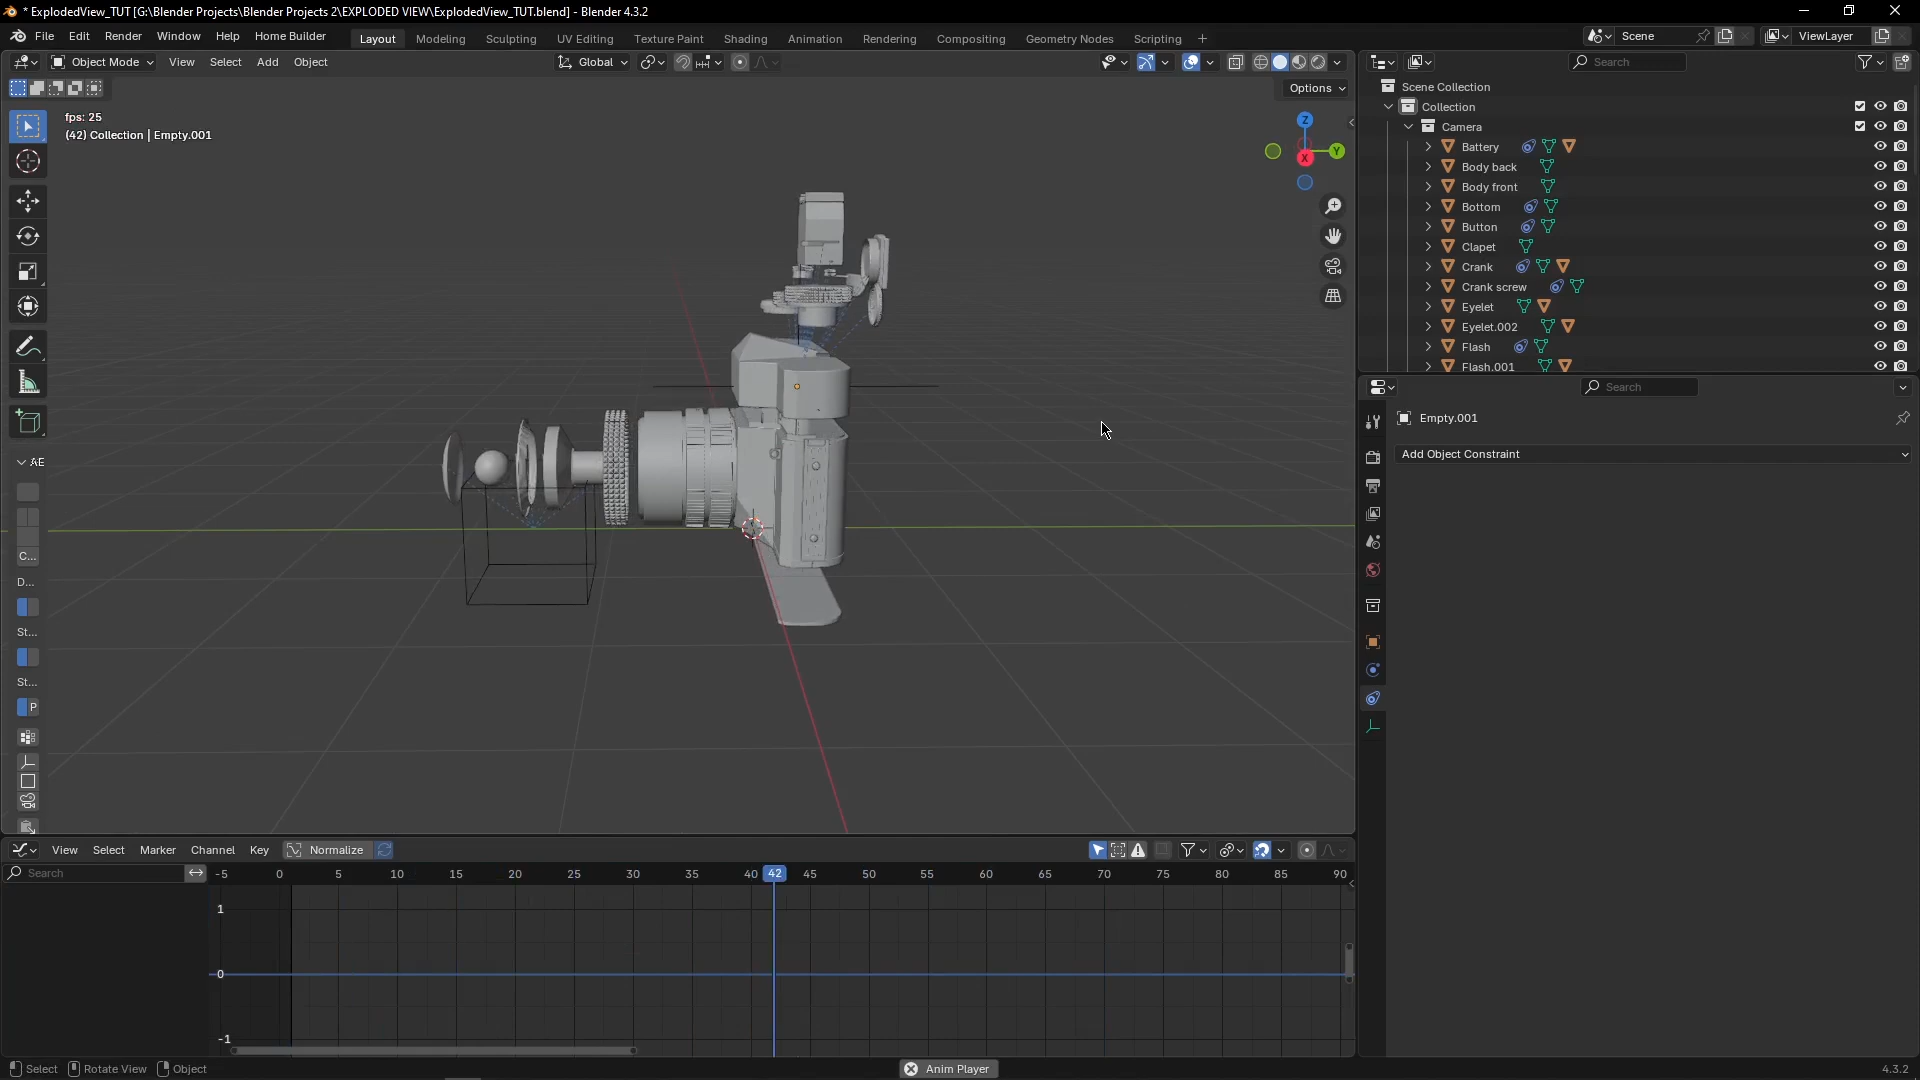 * ExplodedView_TUT [G:\Blender Projects\Blender Projects 2\EXPLODED VIEW\ExplodedView_TUT.blend] - Blender 4.3.2
File Edit Render Window Help Home Builder Layout Modeling Sculpting UV Editing Texture Paint Shading Animation Rendering Compositing Geometry Nodes Scripting + Scene ViewLayer
Object Mode View Select Add Object Global Search
Options
fps: 25
(42) Collection | Empty.001
Z
Y
X
Scene Collection
Collection
Camera
Battery
Body back
Body front
Bottom
Button
Clapet
Crank
Crank screw
Eyelet
Eyelet.002
Flash
Flash.001
Search
Empty.001
Add Object Constraint
AE
C...
D...
St...
St...
P
View Select Marker Channel Key Normalize
Search
-5 0 5 10 15 20 25 30 35 40 42 45 50 55 60 65 70 75 80 85 90
1
0
-1
Select Rotate View Object Anim Player 4.3.2